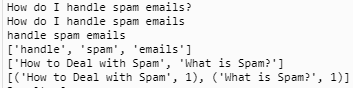 How do I handle spam emails?
How do I handle spam emails
handle spam emails
['handle', 'spam', 'emails']
['How to Deal with Spam', 'What is Spam?']
[('How to Deal with Spam', 1), ('What is Spam?', 1)]